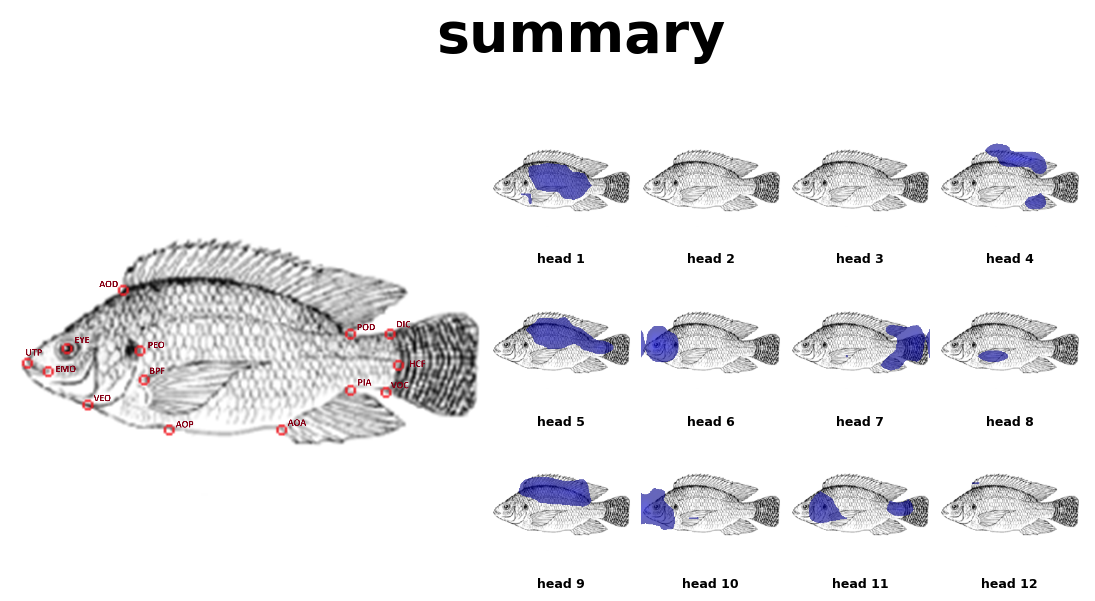 summary
AOD
UTP
EYE
EMO
PEO
BPF
VEO
AOP
AOA
POD
DIC
HCF
PIA
VOC
head 1
head 2
head 3
head 4
head 5
head 6
head 7
head 8
head 9
head 10
head 11
head 12